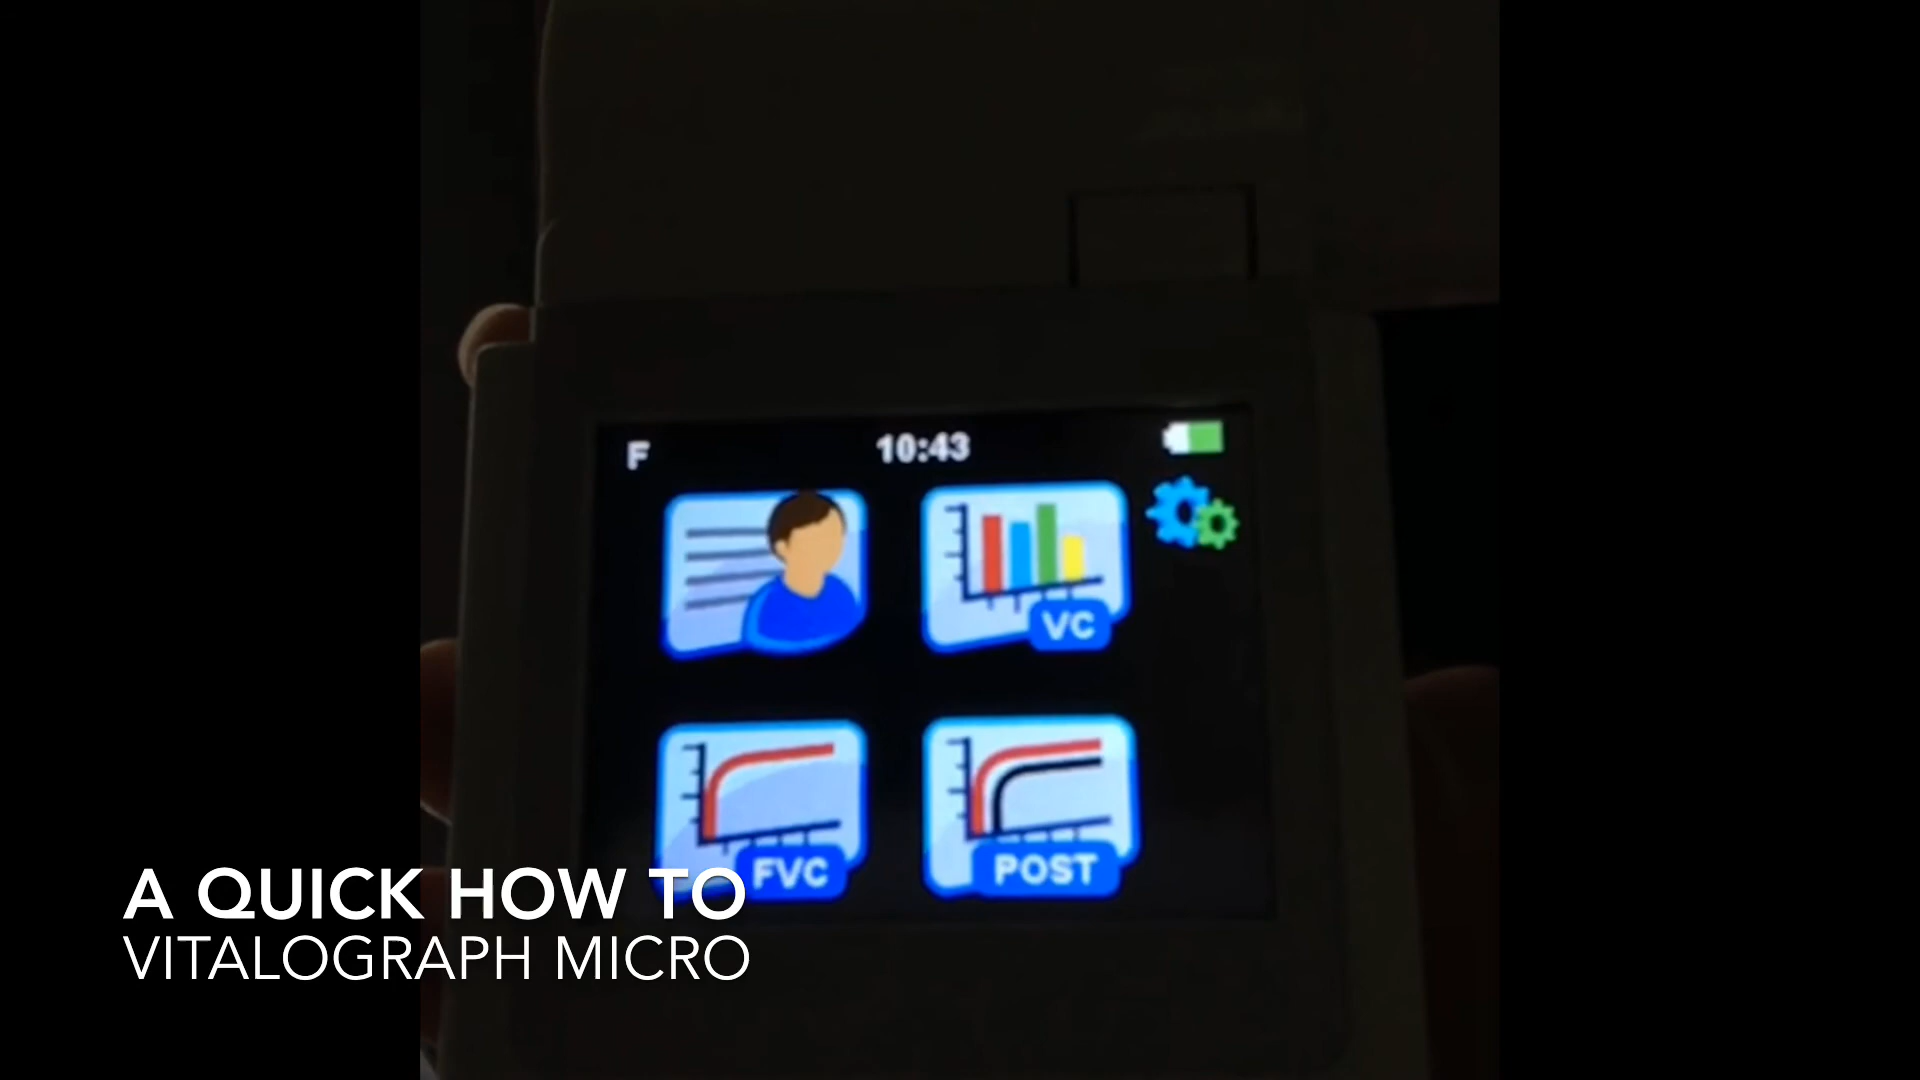 F 10:43
VC
FVC
POST
A QUICK HOW TO
VITALOGRAPH MICRO